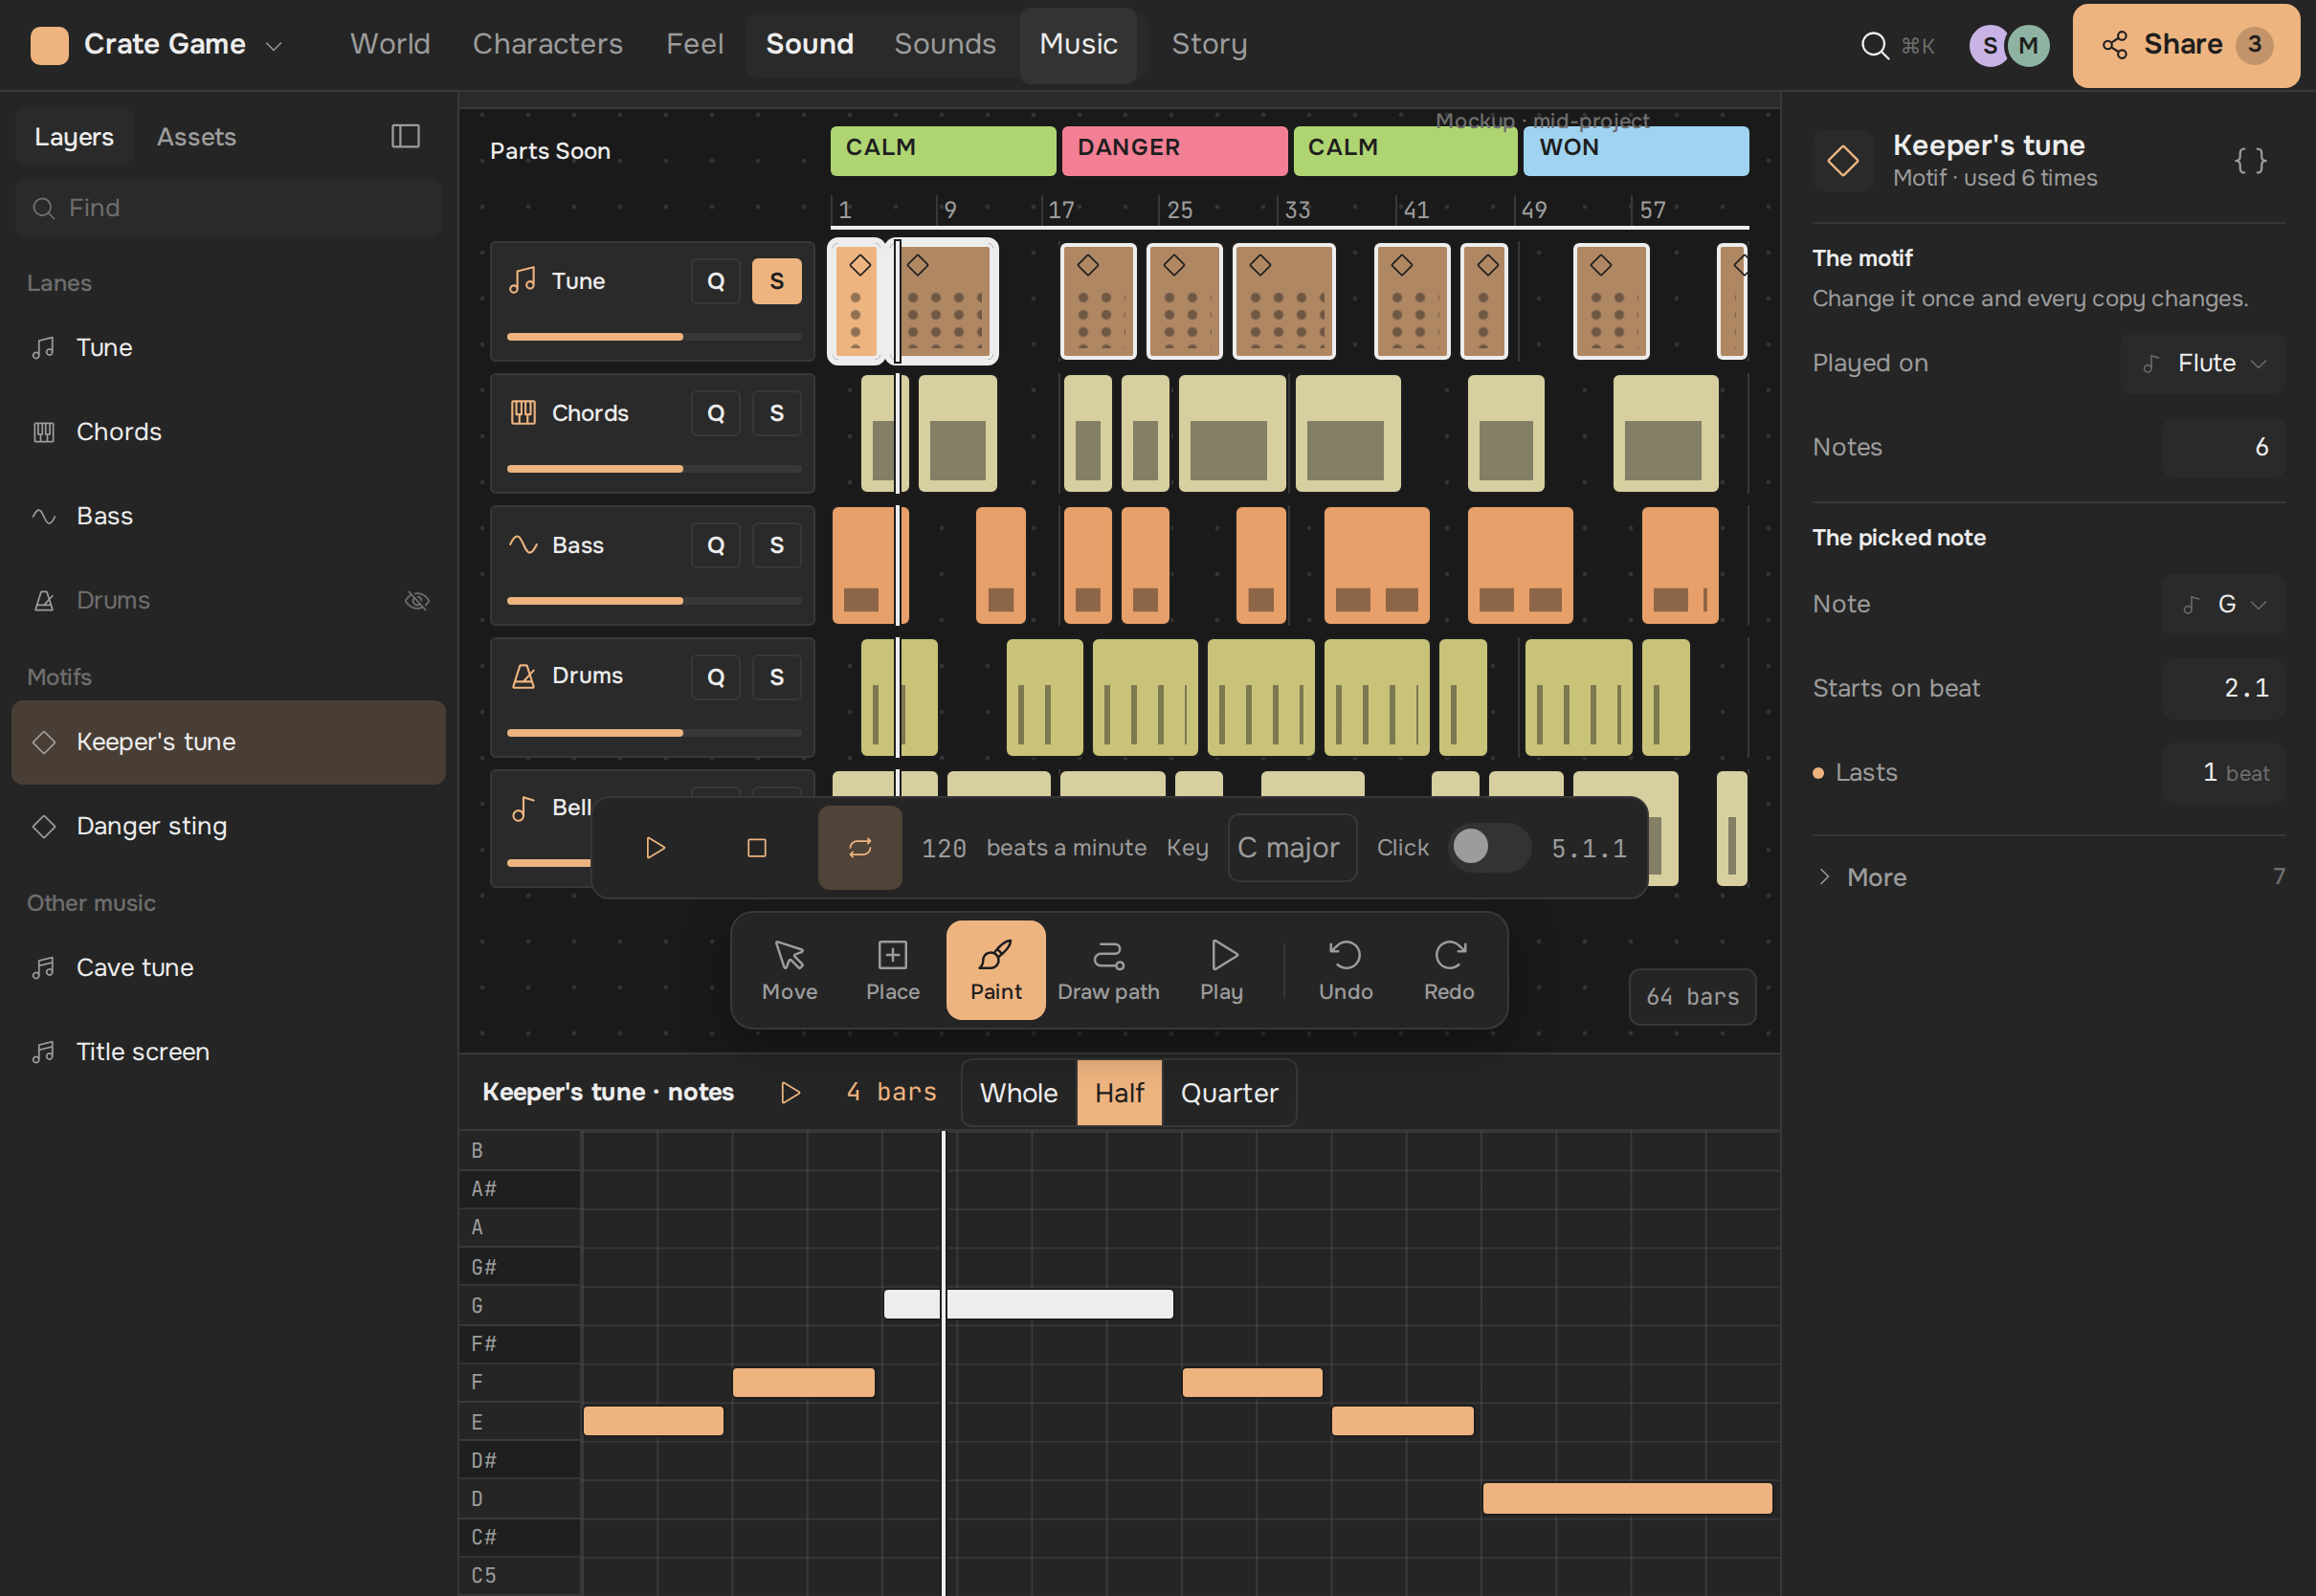 Crate Game World Characters Feel Sound Sounds Music Story ⌘K S M Share 3
Layers Assets
Find
Lanes
Tune
Chords
Bass
Drums
Motifs
Keeper's tune
Danger sting
Other music
Cave tune
Title screen
Mockup · mid-project
Parts Soon CALM DANGER CALM WON
1 9 17 25 33 41 49 57
Tune Q S
Chords Q S
Bass Q S
Drums Q S
Bell
120 beats a minute Key C major Click 5.1.1
Move Place Paint Draw path Play Undo Redo
64 bars
Keeper's tune · notes 4 bars Whole Half Quarter
B
A#
A
G#
G
F#
F
E
D#
D
C#
C5
Keeper's tune
Motif · used 6 times
{ }
The motif
Change it once and every copy changes.
Played on Flute
Notes 6
The picked note
Note G
Starts on beat 2.1
Lasts 1 beat
More 7